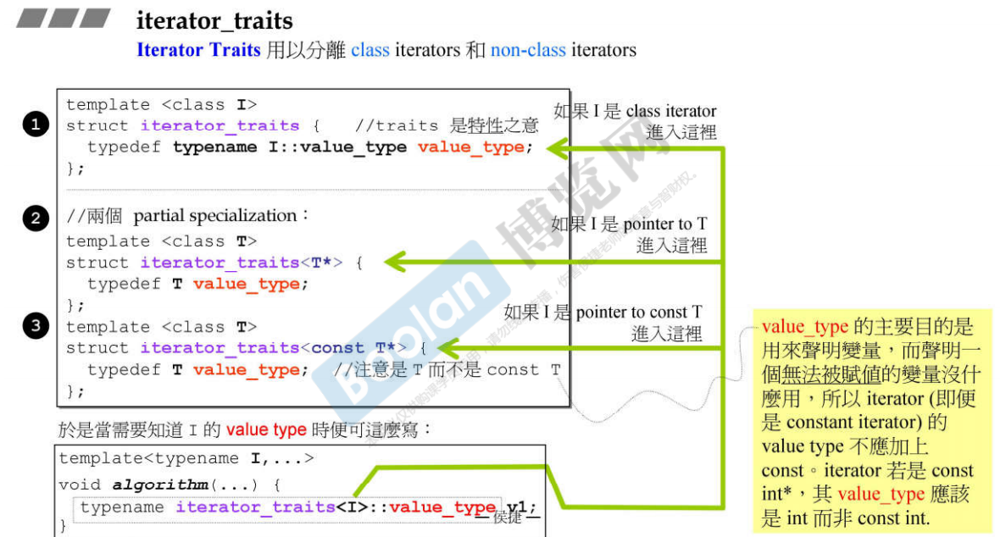 iterator_traits
Iterator Traits 用以分離 class iterators 和 non-class iterators
1
template <class I>
struct iterator_traits { //traits 是特性之意
typedef typename I::value_type value_type;
};
如果 I 是 class iterator
進入這裡
2
//兩個 partial specialization：
template <class T>
struct iterator_traits<T*> {
typedef T value_type;
};
如果 I 是 pointer to T
進入這裡
3
template <class T>
struct iterator_traits<const T*> {
typedef T value_type; //注意是 T 而不是 const T
};
如果 I 是 pointer to const T
進入這裡
value_type 的主要目的是
用來聲明變量，而聲明一
個無法被賦值的變量沒什
麼用，所以 iterator (即便
是 constant iterator) 的
value type 不應加上
const。iterator 若是 const
int*，其 value_type 應該
是 int 而非 const int.
於是當需要知道 I 的 value type 時便可這麼寫：
template<typename I,...>
void algorithm(...) {
typename iterator_traits<I>::value_type v1;
}
侯捷
Boolan
博览网